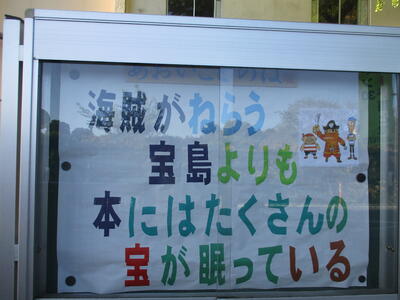 海賊がねらう
宝島よりも
本にはたくさんの
宝が眠っている